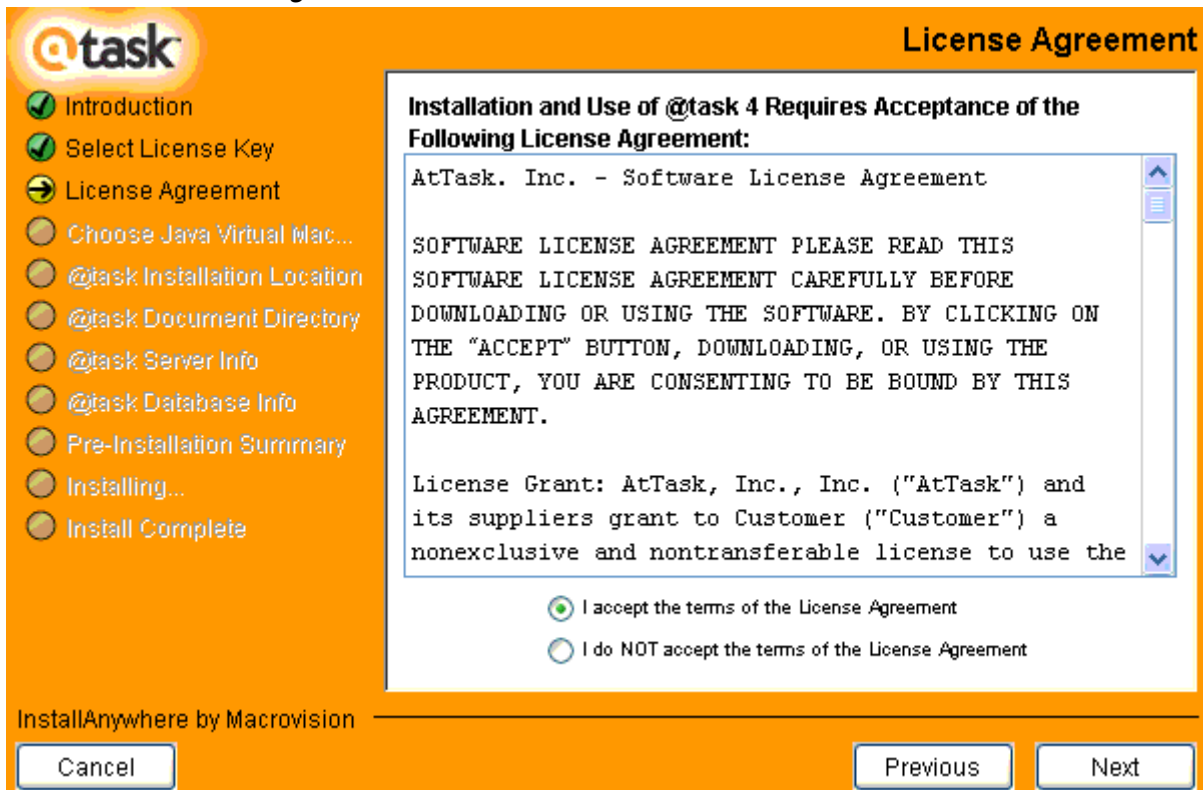 @task
License Agreement
Introduction
Select License Key
License Agreement
Choose Java Virtual Mac...
@task Installation Location
@task Document Directory
@task Server Info
@task Database Info
Pre-Installation Summary
Installing...
Install Complete
Installation and Use of @task 4 Requires Acceptance of the
Following License Agreement:
AtTask. Inc. - Software License Agreement
SOFTWARE LICENSE AGREEMENT PLEASE READ THIS
SOFTWARE LICENSE AGREEMENT CAREFULLY BEFORE
DOWNLOADING OR USING THE SOFTWARE. BY CLICKING ON
THE "ACCEPT" BUTTON, DOWNLOADING, OR USING THE
PRODUCT, YOU ARE CONSENTING TO BE BOUND BY THIS
AGREEMENT.
License Grant: AtTask, Inc., Inc. ("AtTask") and
its suppliers grant to Customer ("Customer") a
nonexclusive and nontransferable license to use the
I accept the terms of the License Agreement
I do NOT accept the terms of the License Agreement
InstallAnywhere by Macrovision
Cancel
Previous
Next